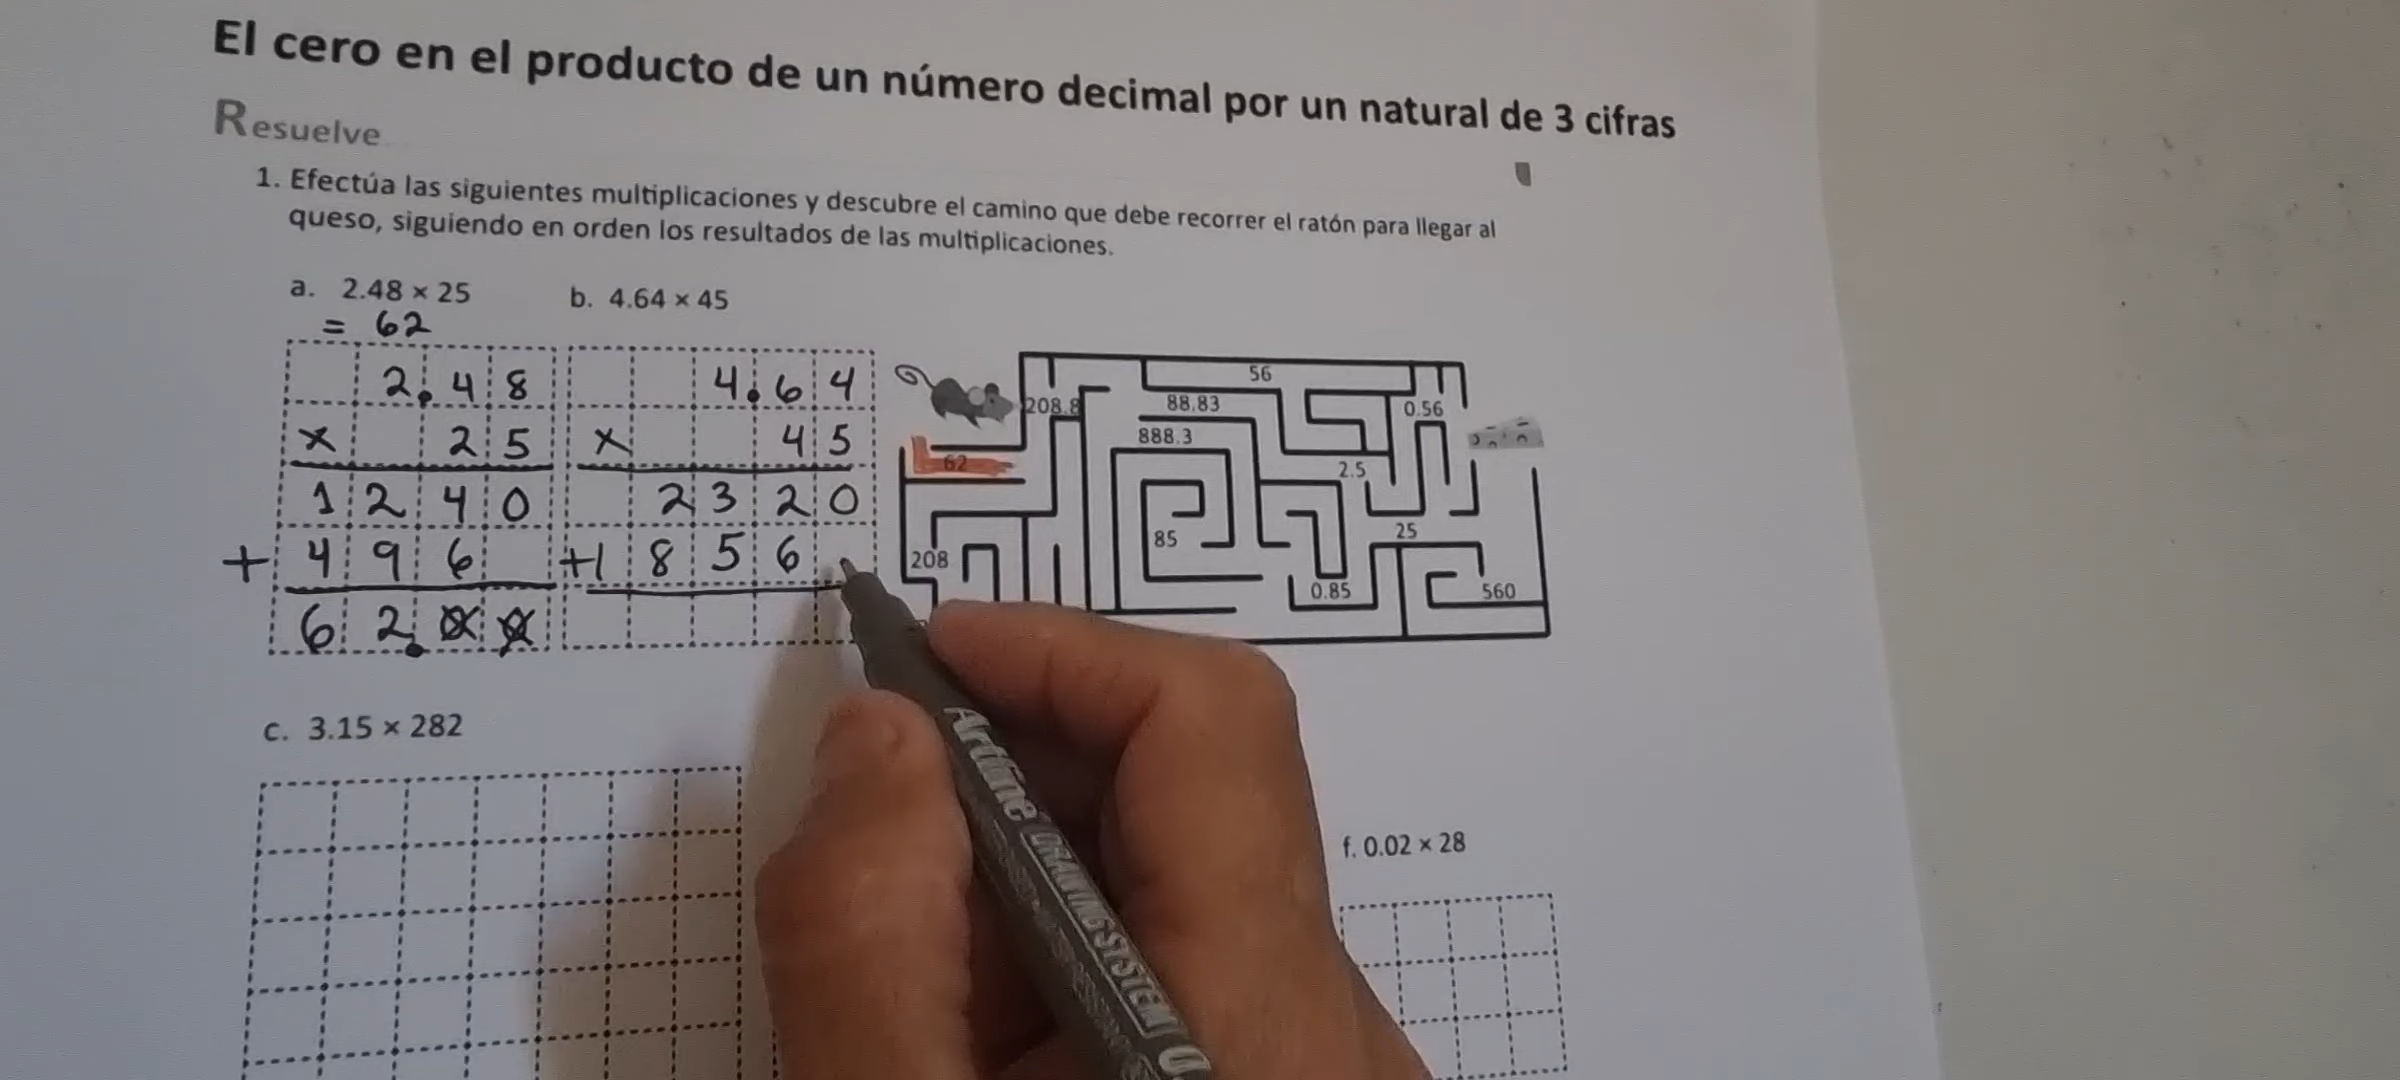 El cero en el producto de un número decimal por un natural de 3 cifras
Resuelve
1. Efectúa las siguientes multiplicaciones y descubre el camino que debe recorrer el ratón para llegar al
queso, siguiendo en orden los resultados de las multiplicaciones.
a. 2.48 × 25
= 62
2.48
× 25
1240
+ 496
62.00
b. 4.64 × 45
4.64
× 45
2320
+1856
56
208.8
88.83
0.56
888.3
62
2.5
25
85
208
0.85
560
c. 3.15 × 282
f. 0.02 × 28
Artline DRAWING SYSTEM